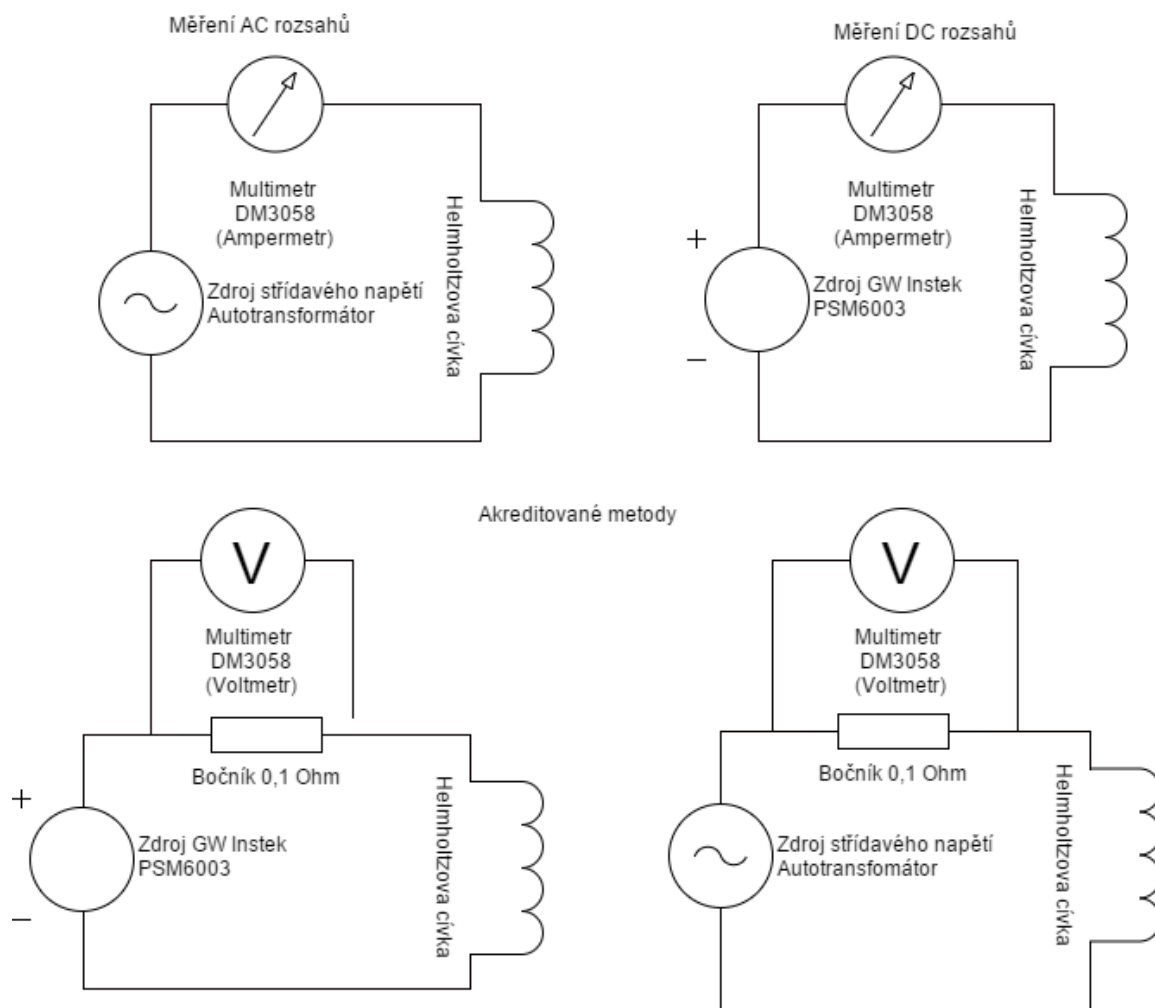 Měření AC rozsahů
Multimetr
DM3058
(Ampermetr)
Zdroj střídavého napětí
Autotransformátor
Helmholtzova cívka
Měření DC rozsahů
Multimetr
DM3058
(Ampermetr)
+
Zdroj GW Instek
PSM6003
−
Helmholtzova cívka
Akreditované metody
V
Multimetr
DM3058
(Voltmetr)
Bočník 0,1 Ohm
+
Zdroj GW Instek
PSM6003
−
Helmholtzova cívka
V
Multimetr
DM3058
(Voltmetr)
Bočník 0,1 Ohm
Zdroj střídavého napětí
Autotransfomátor
Helmholtzova cívka